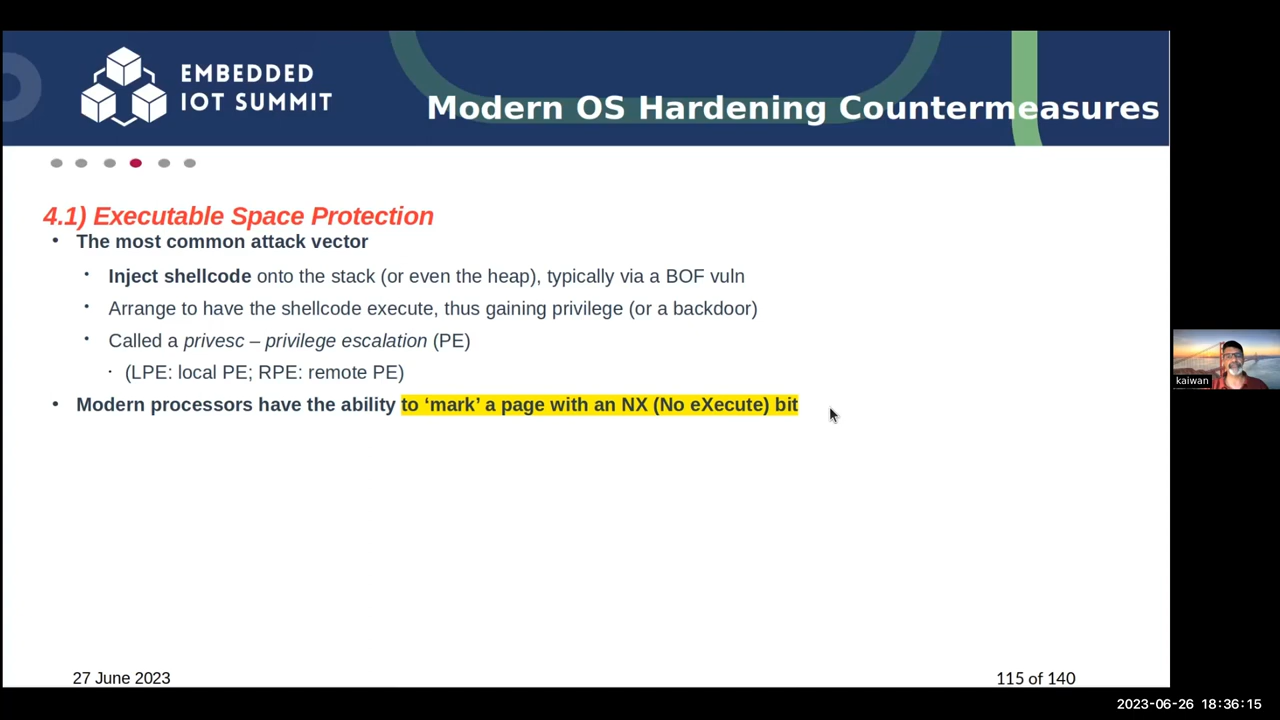 EMBEDDED
IOT SUMMIT
Modern OS Hardening Countermeasures
4.1) Executable Space Protection
• The most common attack vector
• Inject shellcode onto the stack (or even the heap), typically via a BOF vuln
• Arrange to have the shellcode execute, thus gaining privilege (or a backdoor)
• Called a privesc – privilege escalation (PE)
• (LPE: local PE; RPE: remote PE)
• Modern processors have the ability to ‘mark’ a page with an NX (No eXecute) bit
kaiwan
27 June 2023
115 of 140
2023-06-26 18:36:15